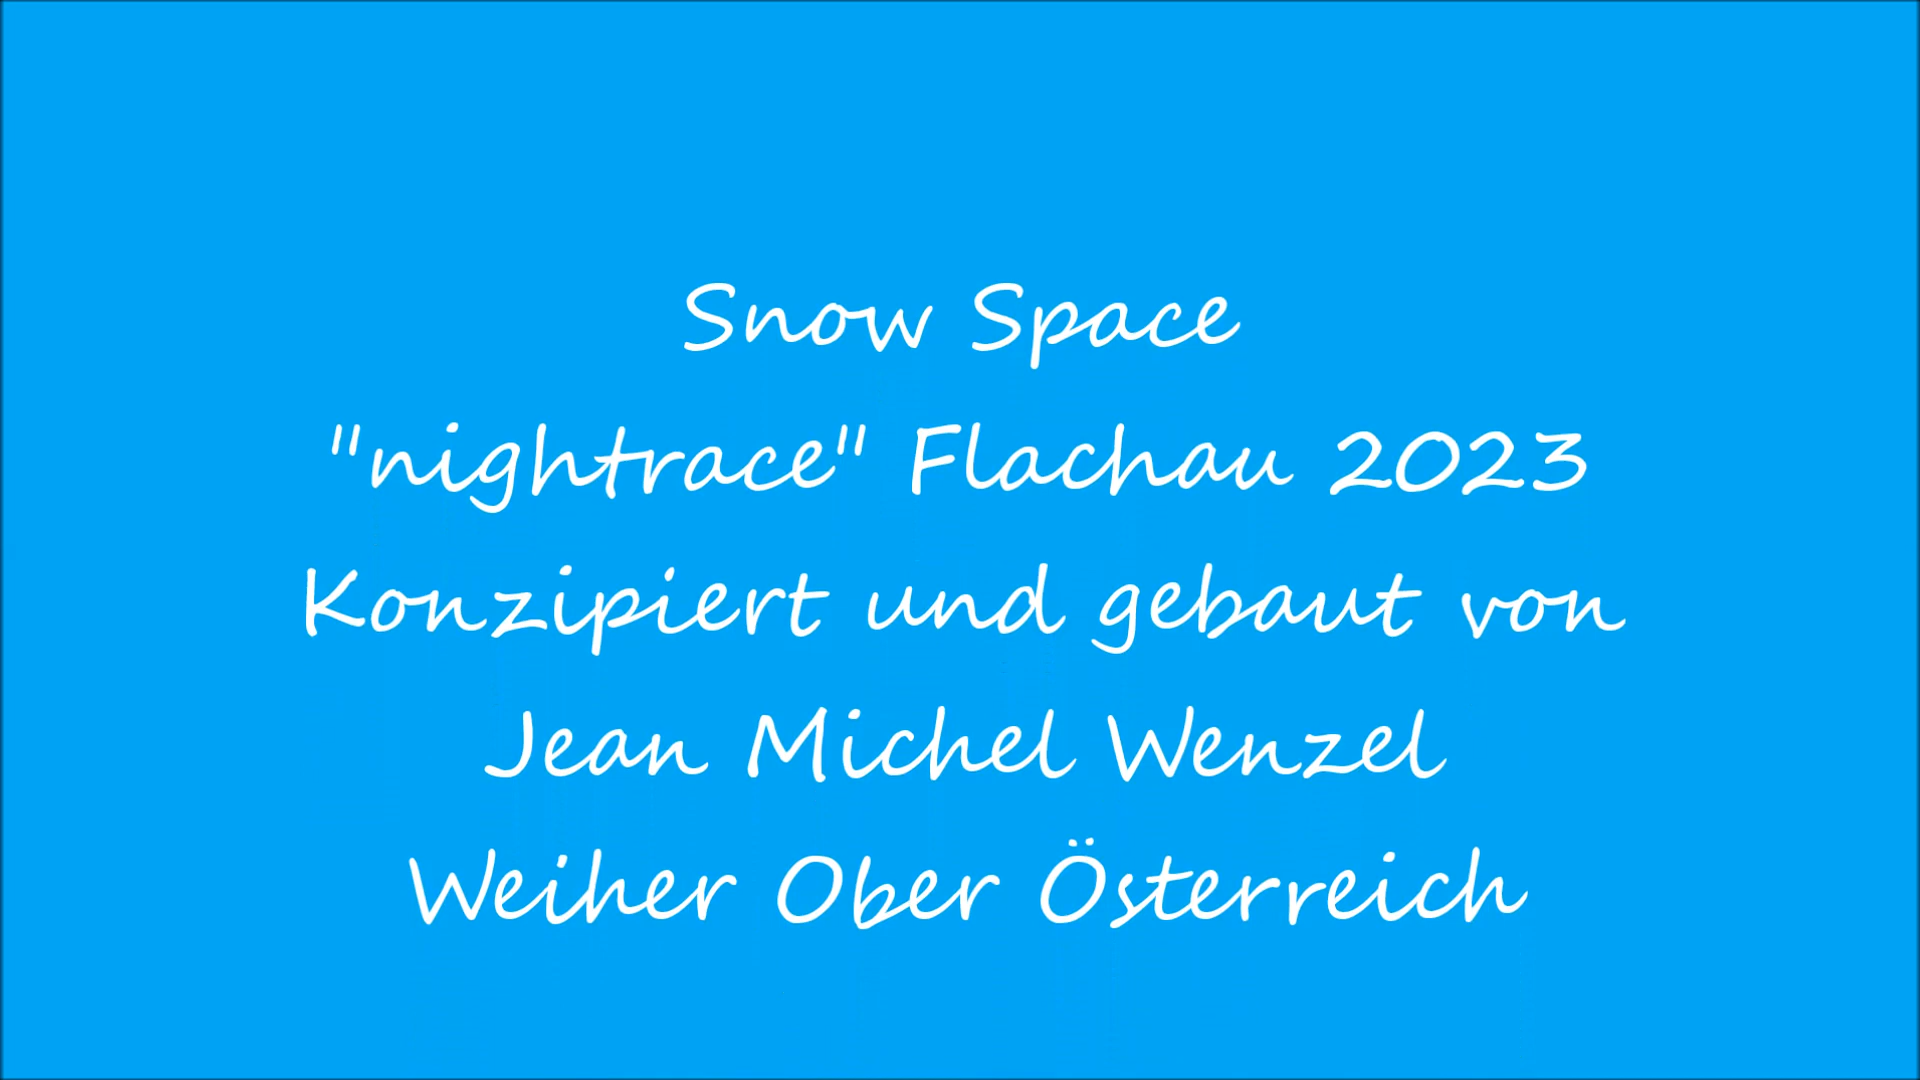 Snow Space
"nightrace" Flachau 2023
Konzipiert und gebaut von
Jean Michel Wenzel
Weiher Ober Österreich